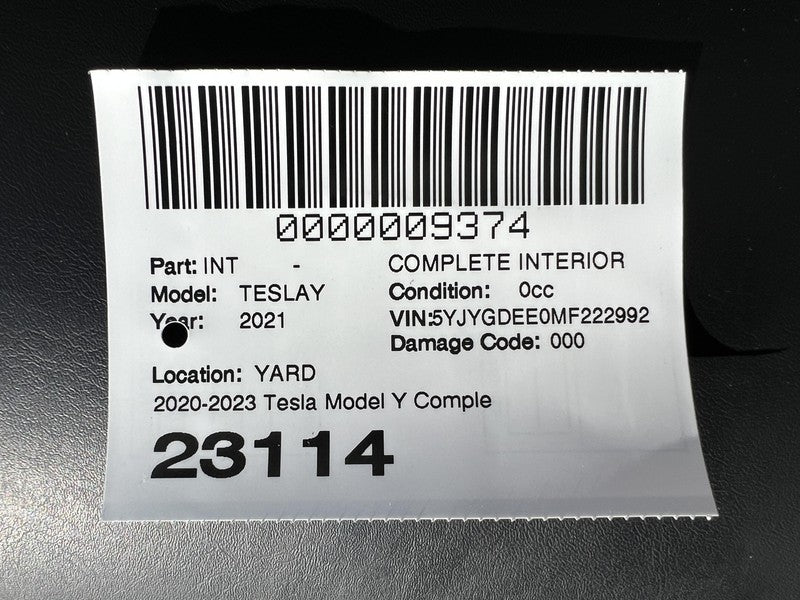 0000009374
Part: INT - COMPLETE INTERIOR
Model: TESLAY Condition: 0cc
Year: 2021 VIN:5YJYGDEE0MF222992
Damage Code: 000
Location: YARD
2020-2023 Tesla Model Y Comple
23114